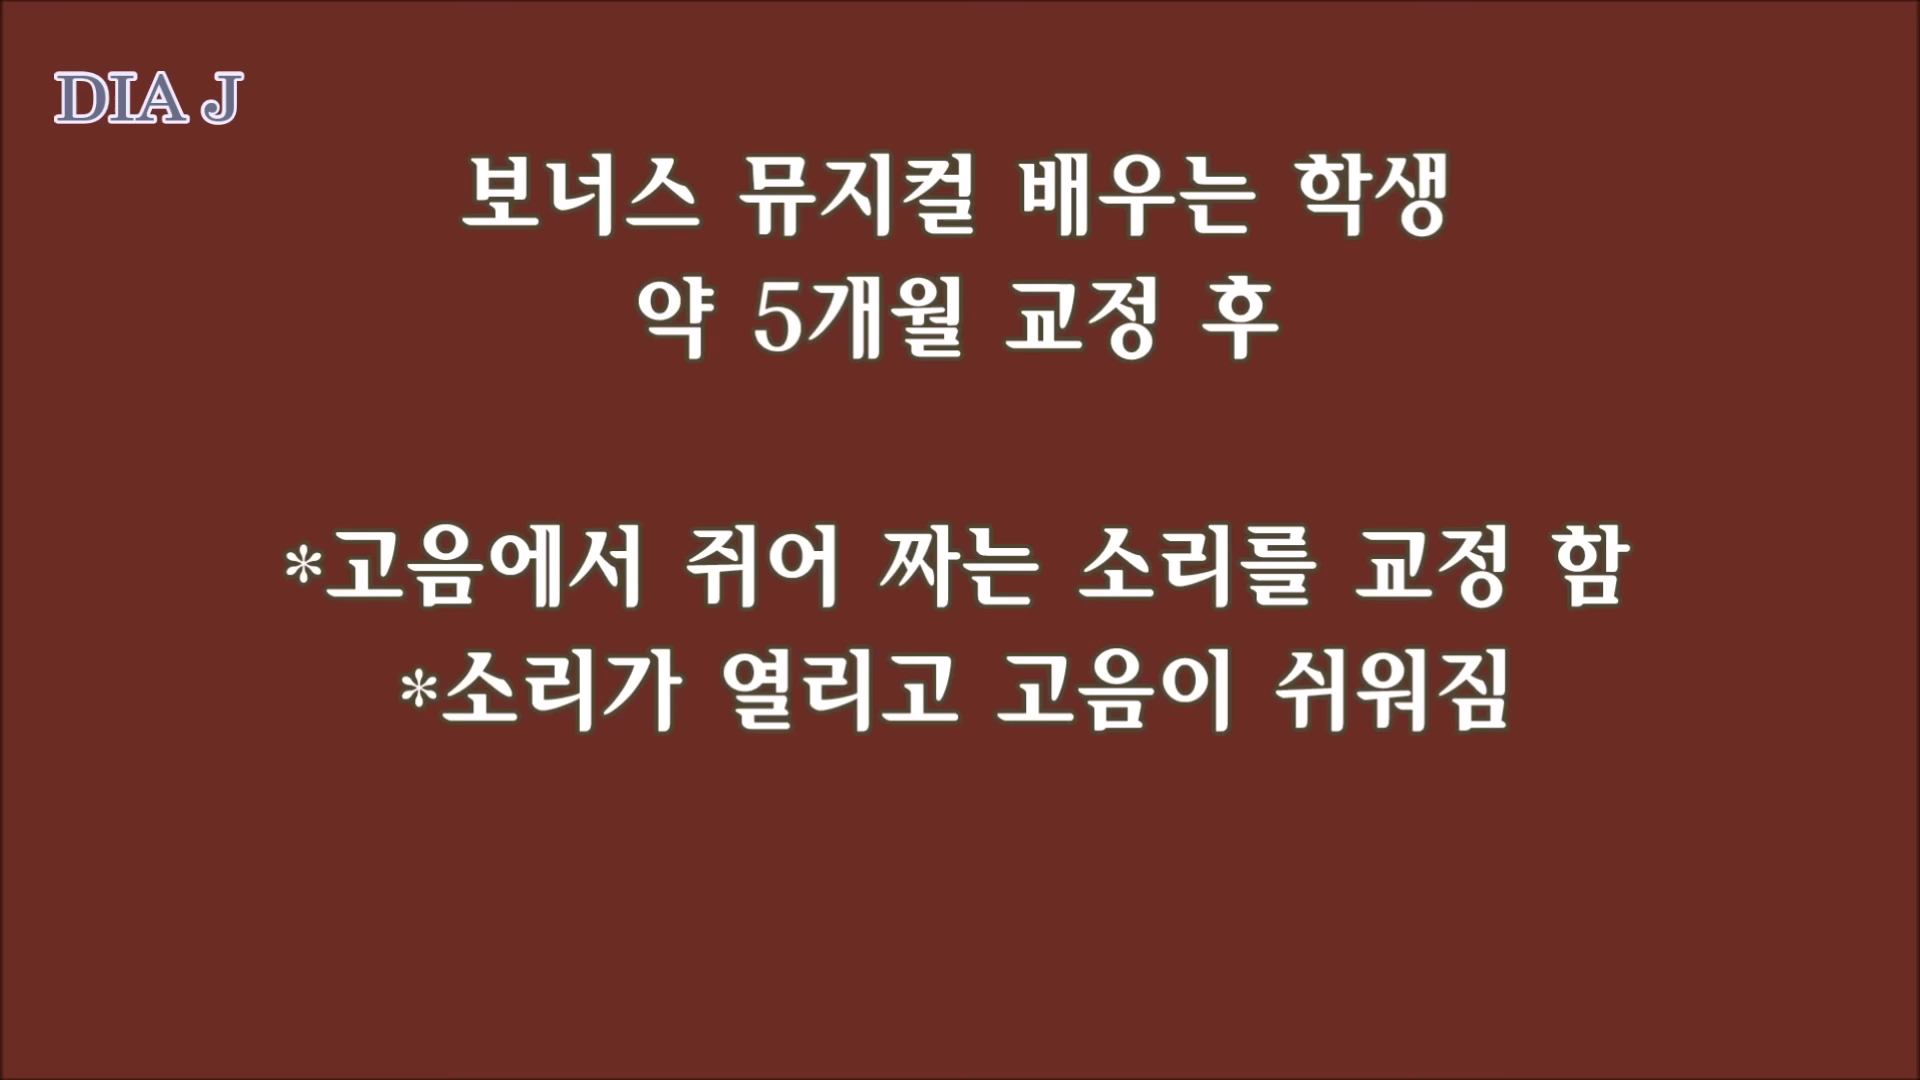 DIA J
보너스 뮤지컬 배우는 학생
약 5개월 교정 후
*고음에서 쥐어 짜는 소리를 교정 함
*소리가 열리고 고음이 쉬워짐